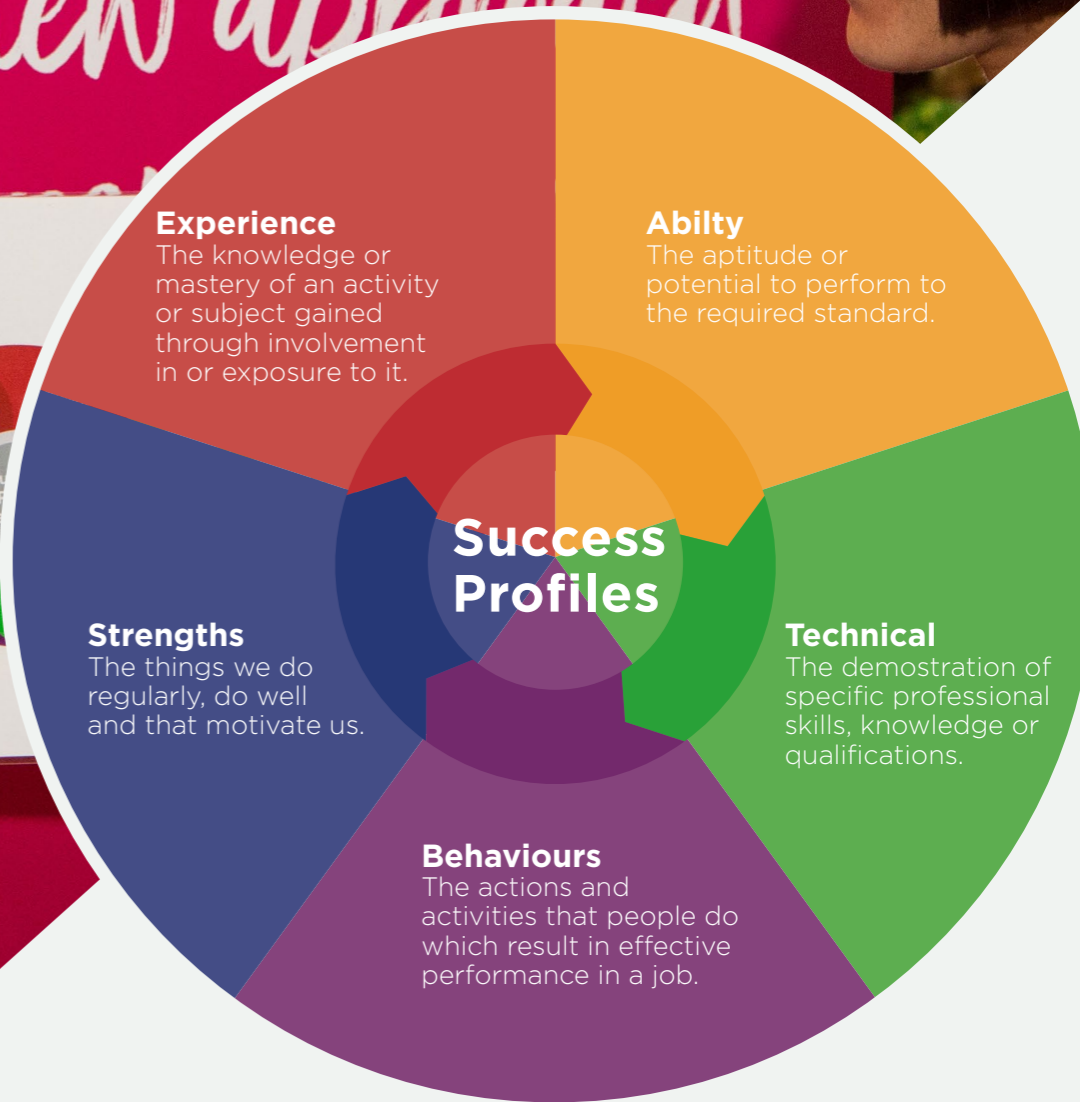 Experience
The knowledge or
mastery of an activity
or subject gained
through involvement
in or exposure to it.
Abilty
The aptitude or
potential to perform to
the required standard.
Success
Profiles
Strengths
The things we do
regularly, do well
and that motivate us.
Technical
The demostration of
specific professional
skills, knowledge or
qualifications.
Behaviours
The actions and
activities that people do
which result in effective
performance in a job.